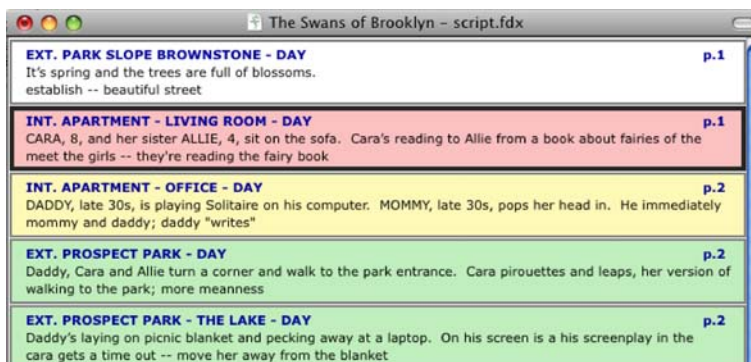 The Swans of Brooklyn – script.fdx
EXT. PARK SLOPE BROWNSTONE - DAY p.1
It's spring and the trees are full of blossoms.
establish -- beautiful street
INT. APARTMENT - LIVING ROOM - DAY p.1
CARA, 8, and her sister ALLIE, 4, sit on the sofa. Cara's reading to Allie from a book about fairies of the
meet the girls -- they're reading the fairy book
INT. APARTMENT - OFFICE - DAY p.2
DADDY, late 30s, is playing Solitaire on his computer. MOMMY, late 30s, pops her head in. He immediately
mommy and daddy; daddy "writes"
EXT. PROSPECT PARK - DAY p.2
Daddy, Cara and Allie turn a corner and walk to the park entrance. Cara pirouettes and leaps, her version of
walking to the park; more meanness
EXT. PROSPECT PARK - THE LAKE - DAY p.2
Daddy's laying on picnic blanket and pecking away at a laptop. On his screen is a his screenplay in the
cara gets a time out -- move her away from the blanket